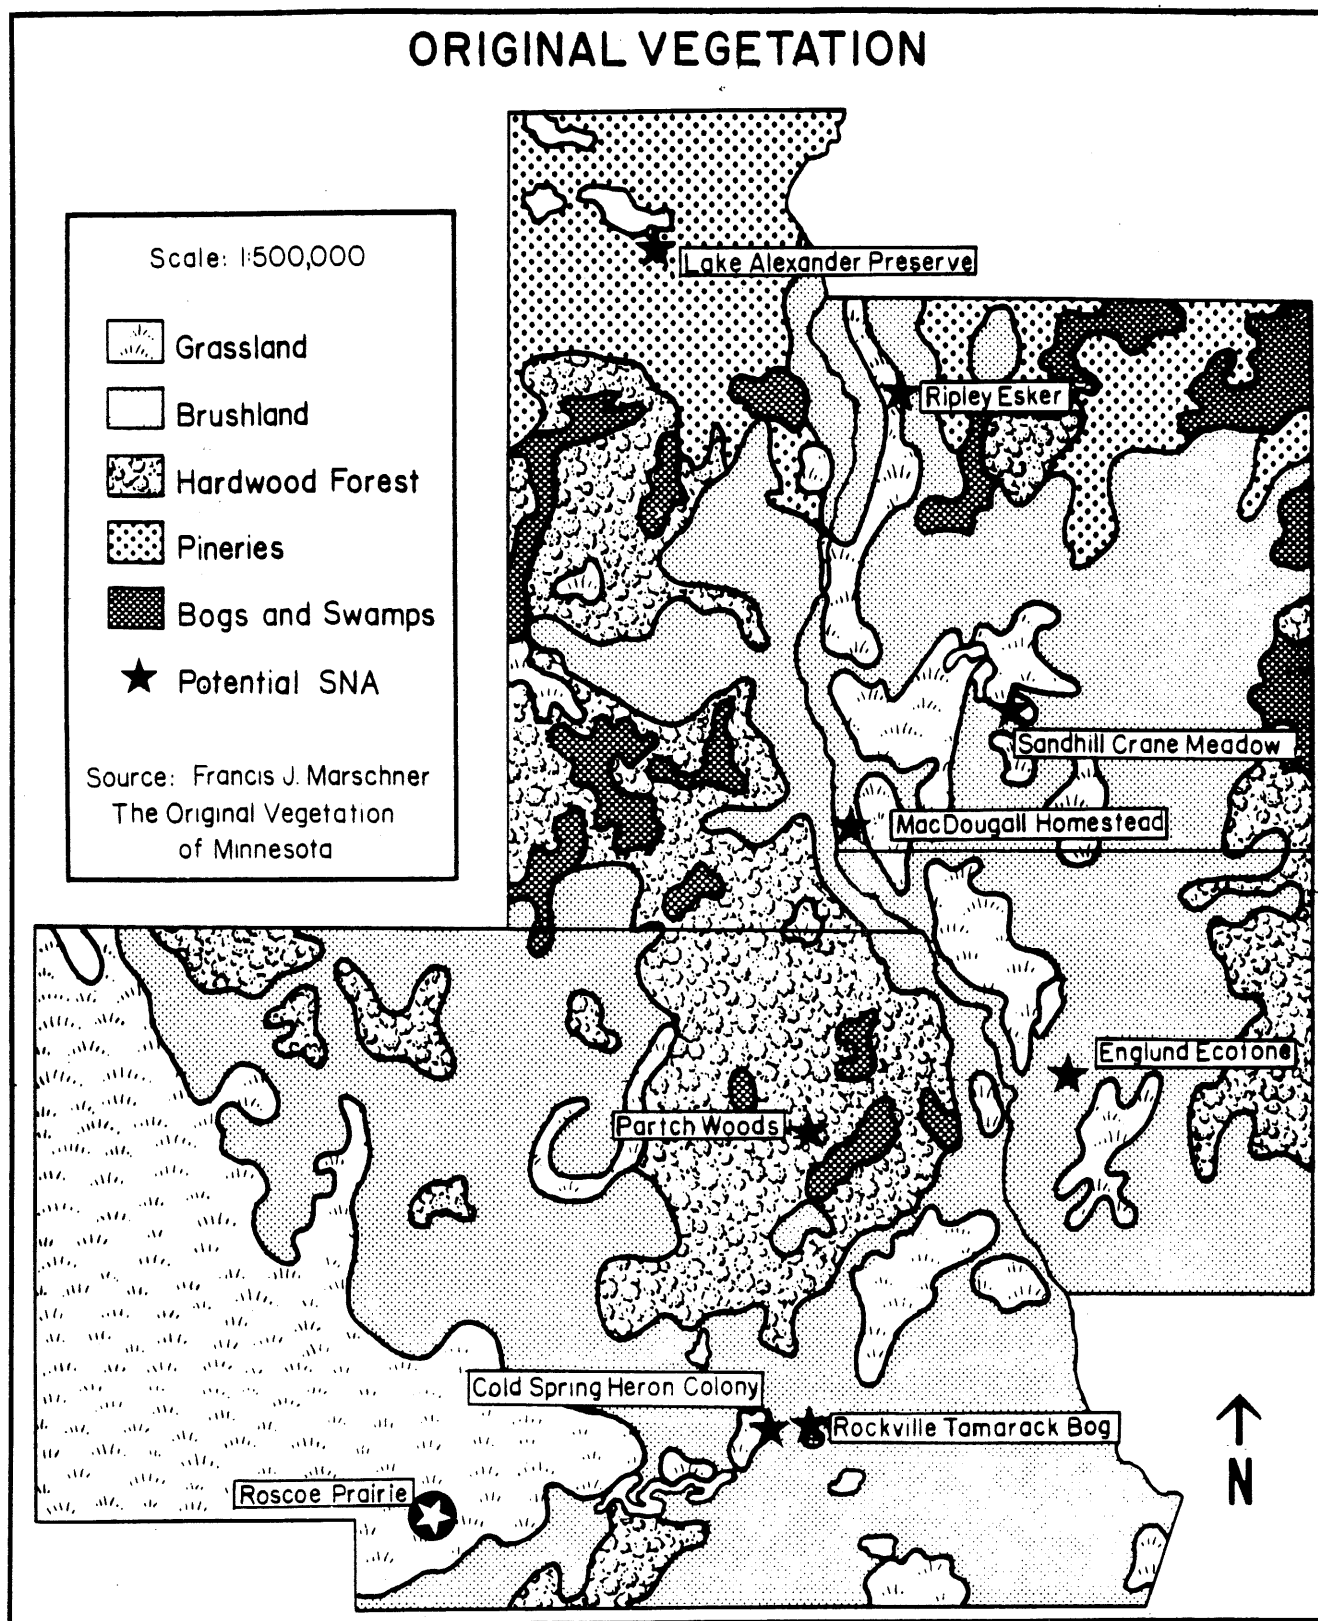 ORIGINAL VEGETATION
Scale: 1:500,000
Grassland
Brushland
Hardwood Forest
Pineries
Bogs and Swamps
Potential SNA
Source: Francis J. Marschner
The Original Vegetation
of Minnesota
Lake Alexander Preserve
Ripley Esker
Sandhill Crane Meadow
MacDougall Homestead
Englund Ecotone
Partch Woods
Cold Spring Heron Colony
Rockville Tamarack Bog
Roscoe Prairie
N